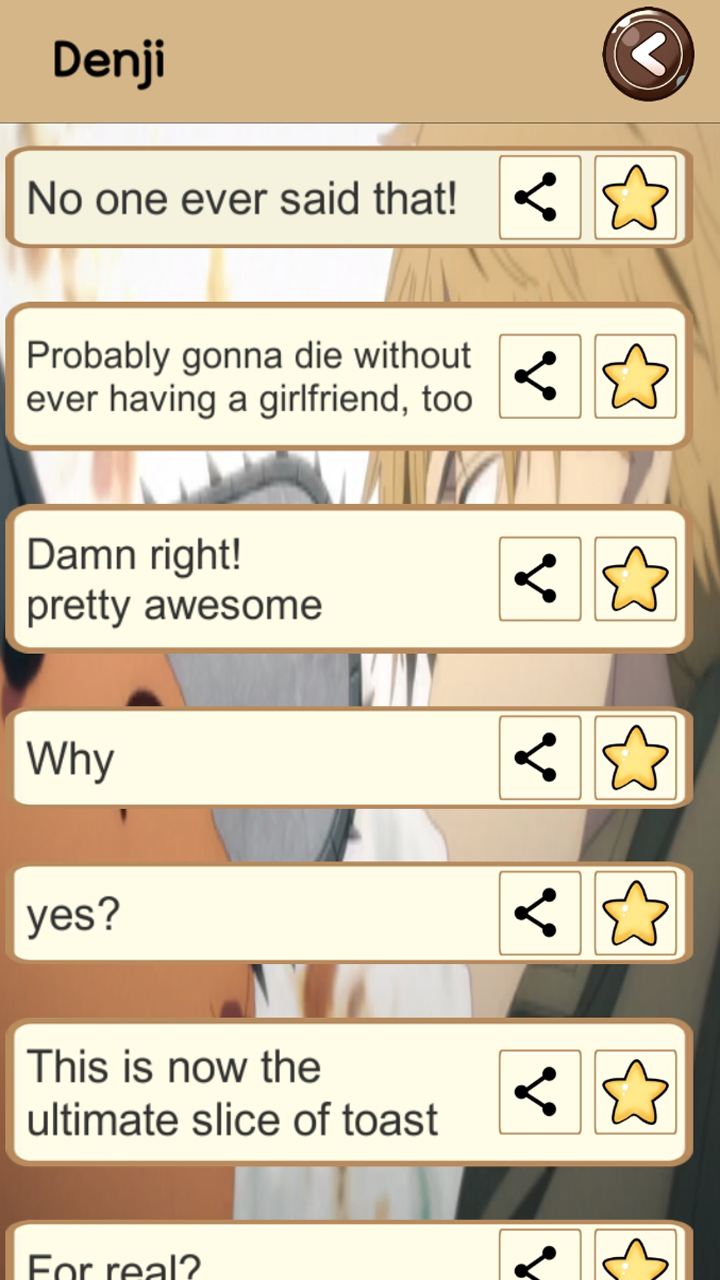 Denji
No one ever said that!
Probably gonna die without
ever having a girlfriend, too
Damn right!
pretty awesome
Why
yes?
This is now the
ultimate slice of toast
For real?